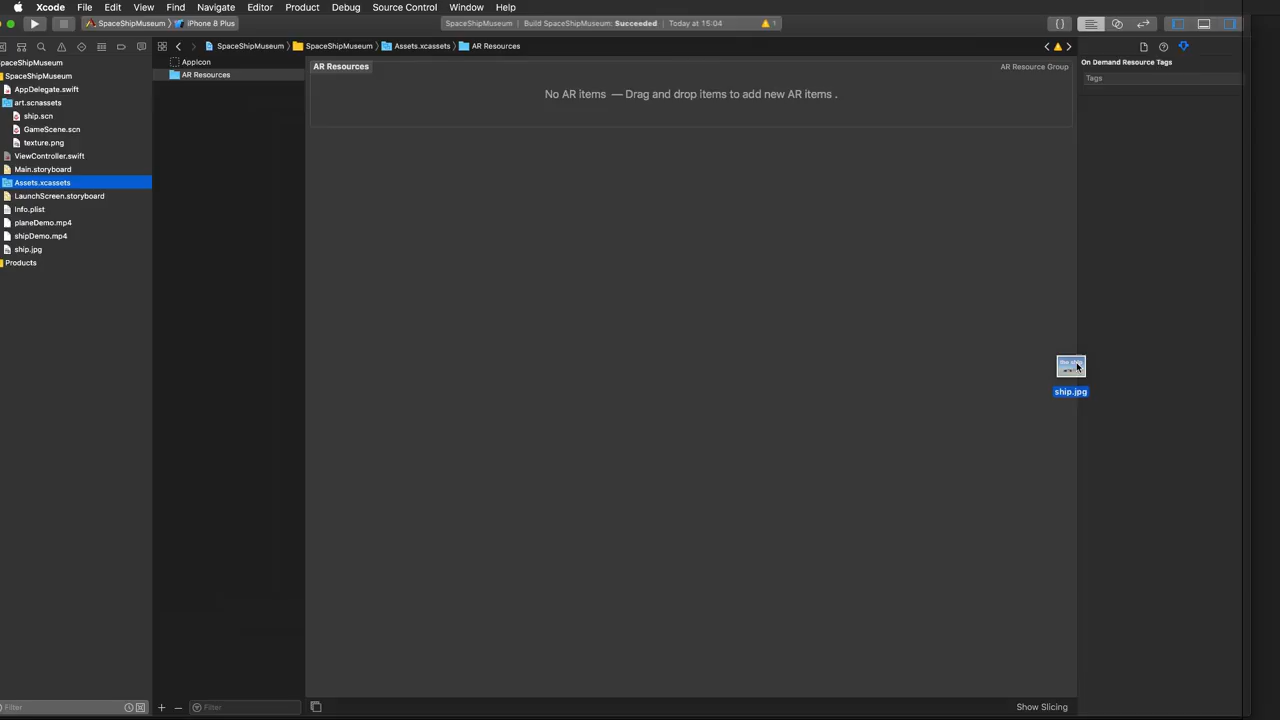 Xcode File Edit View Find Navigate Editor Product Debug Source Control Window Help
SpaceShipMuseum iPhone 8 Plus
SpaceShipMuseum Build SpaceShipMuseum: Succeeded Today at 15:04 1
SpaceShipMuseum SpaceShipMuseum Assets.xcassets AR Resources
SpaceShipMuseum
SpaceShipMuseum
AppDelegate.swift
art.scnassets
ship.scn
GameScene.scn
texture.png
ViewController.swift
Main.storyboard
Assets.xcassets
LaunchScreen.storyboard
Info.plist
planeDemo.mp4
shipDemo.mp4
ship.jpg
Products
AppIcon
AR Resources
AR Resources
AR Resource Group
No AR items — Drag and drop items to add new AR items .
On Demand Resource Tags
Tags
ship.jpg
Filter
Filter
Show Slicing